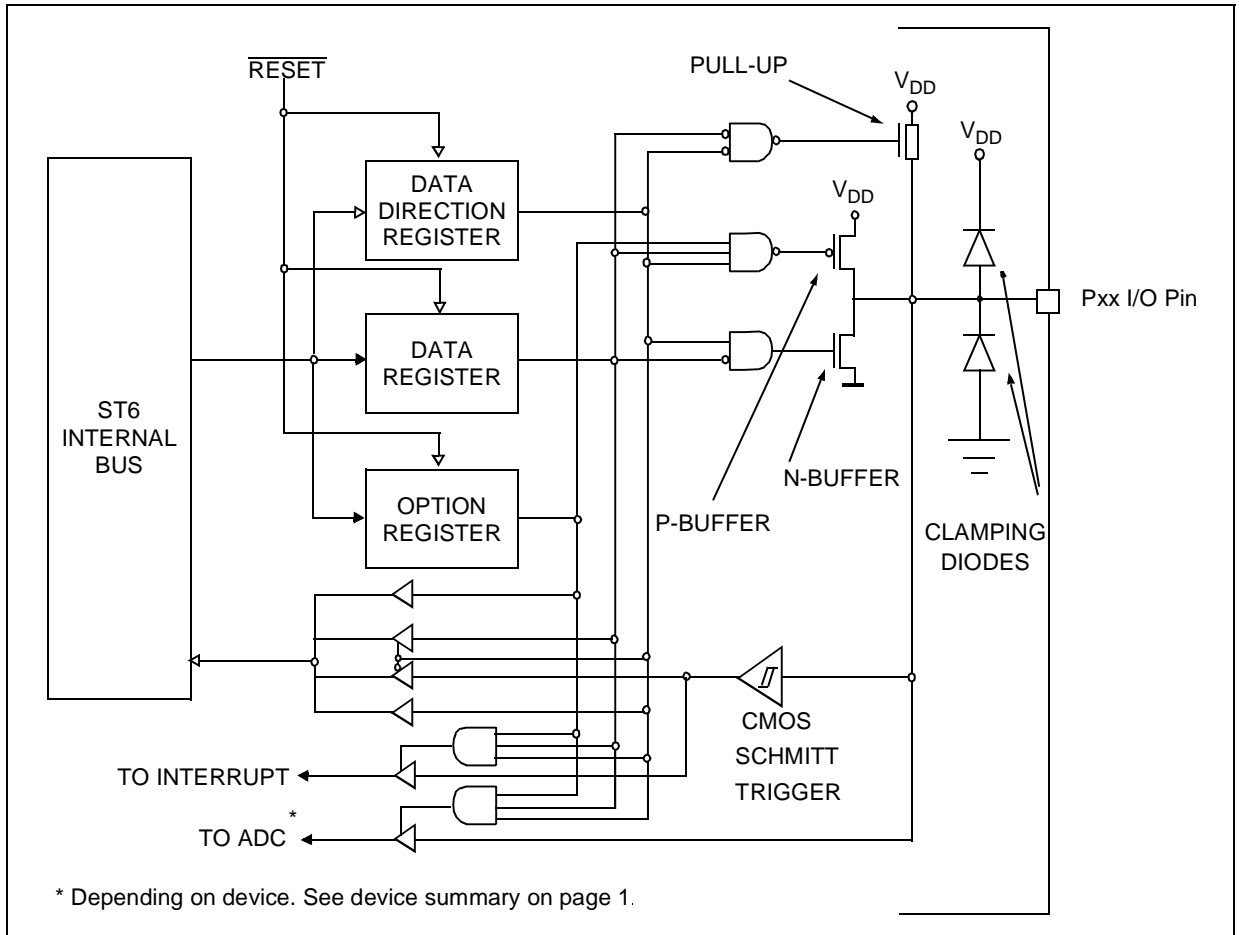 RESET
PULL-UP
VDD
VDD
VDD
DATA
DIRECTION
REGISTER
DATA
REGISTER
Pxx I/O Pin
ST6
INTERNAL
BUS
OPTION
REGISTER
N-BUFFER
P-BUFFER
CLAMPING
DIODES
CMOS
SCHMITT
TRIGGER
TO INTERRUPT
TO ADC *
* Depending on device. See device summary on page 1.